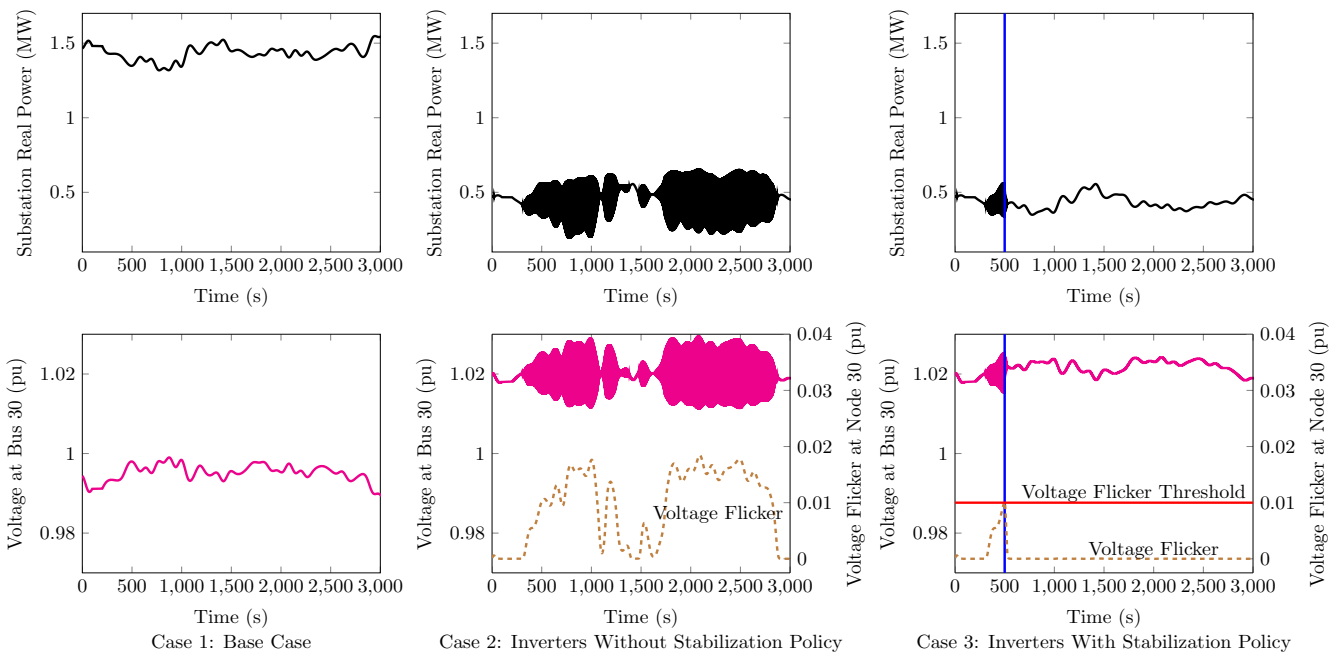 Substation Real Power (MW)
1.5
1
0.5
0 500 1,000 1,500 2,000 2,500 3,000
Time (s)
Substation Real Power (MW)
1.5
1
0.5
0 500 1,000 1,500 2,000 2,500 3,000
Time (s)
Substation Real Power (MW)
1.5
1
0.5
0 500 1,000 1,500 2,000 2,500 3,000
Time (s)
Voltage at Bus 30 (pu)
1.02
1
0.98
0 500 1,000 1,500 2,000 2,500 3,000
Time (s)
Case 1: Base Case
Voltage at Bus 30 (pu)
1.02
1
0.98
Voltage Flicker
0.04
0.03
0.02
0.01
0
Voltage Flicker at Node 30 (pu)
0 500 1,000 1,500 2,000 2,500 3,000
Time (s)
Case 2: Inverters Without Stabilization Policy
Voltage at Bus 30 (pu)
1.02
1
0.98
Voltage Flicker Threshold
Voltage Flicker
0.04
0.03
0.02
0.01
0
Voltage Flicker at Node 30 (pu)
0 500 1,000 1,500 2,000 2,500 3,000
Time (s)
Case 3: Inverters With Stabilization Policy